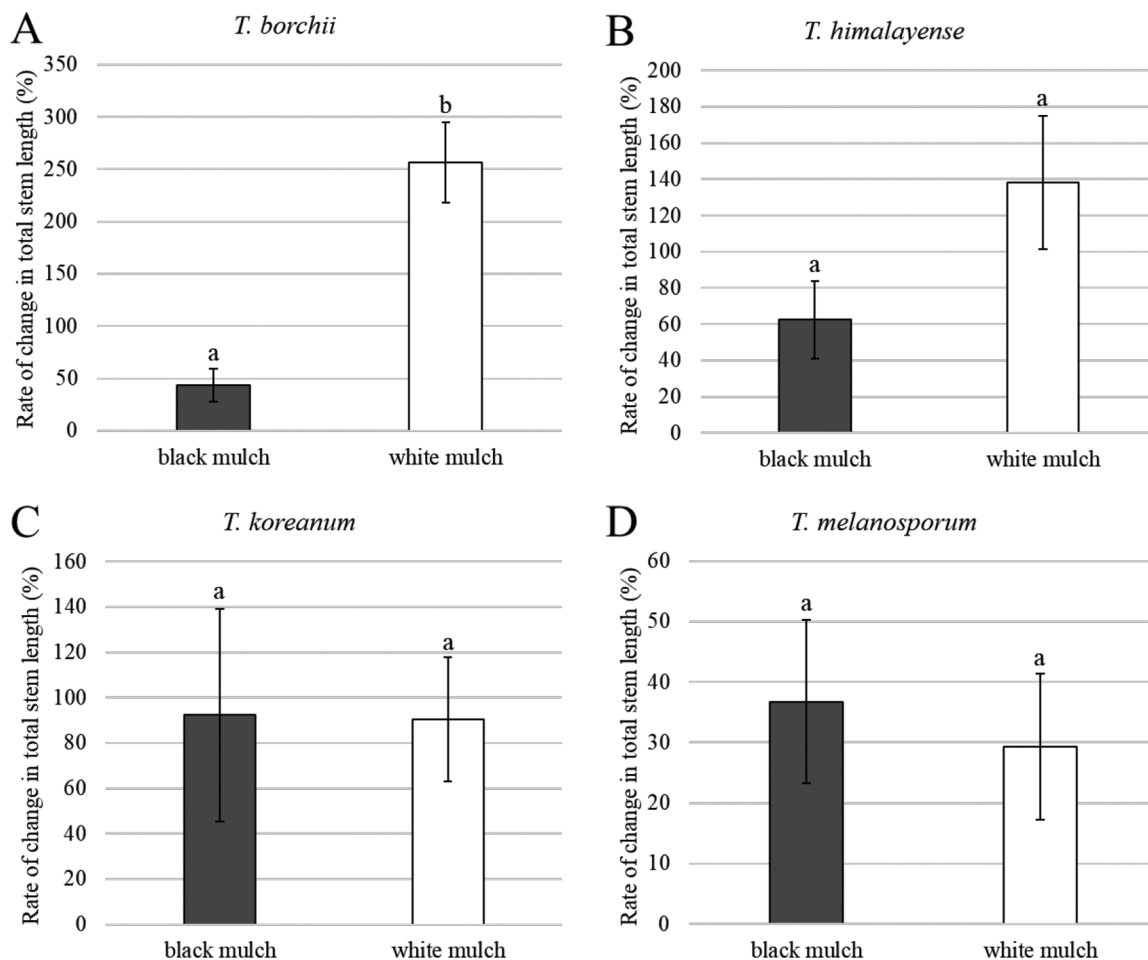 A
T. borchii
Rate of change in total stem length (%)
350
300
250
200
150
100
50
0
a
b
black mulch
white mulch
B
T. himalayense
Rate of change in total stem length (%)
200
180
160
140
120
100
80
60
40
20
0
a
a
black mulch
white mulch
C
T. koreanum
Rate of change in total stem length (%)
160
140
120
100
80
60
40
20
0
a
a
black mulch
white mulch
D
T. melanosporum
Rate of change in total stem length (%)
60
50
40
30
20
10
0
a
a
black mulch
white mulch